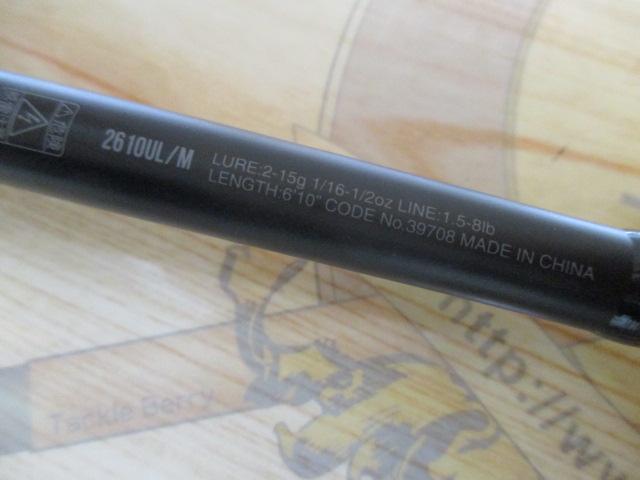 2610UL/M
LURE:2-15g 1/16-1/2oz LINE:1.5-8lb
LENGTH:6'10" CODE No.39708 MADE IN CHINA
Tackle Berry
http://w